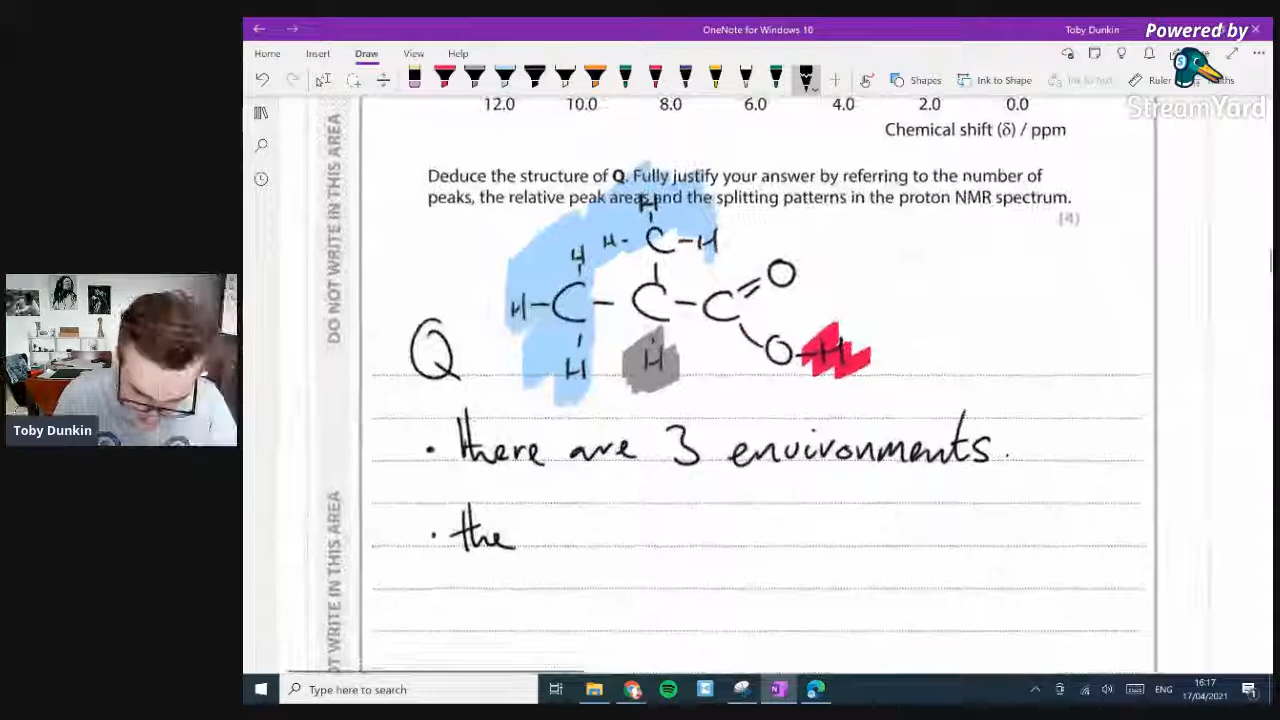 OneNote for Windows 10
Toby Dunkin
Powered by
StreamYard
Home
Insert
Draw
View
Help
Shapes
Ink to Shape
Ink to Text
Ruler
12.0 10.0 8.0 6.0 4.0 2.0 0.0
Chemical shift (δ) / ppm
DO NOT WRITE IN THIS AREA
Deduce the structure of Q. Fully justify your answer by referring to the number of
peaks, the relative peak areas and the splitting patterns in the proton NMR spectrum.
(4)
H
H - C - H
H
H - C - C - C = O
H
H
O - H
Q
• there are 3 environments.
• the
OT WRITE IN THIS AREA
Toby Dunkin
Type here to search
ENG
16:17
17/04/2021